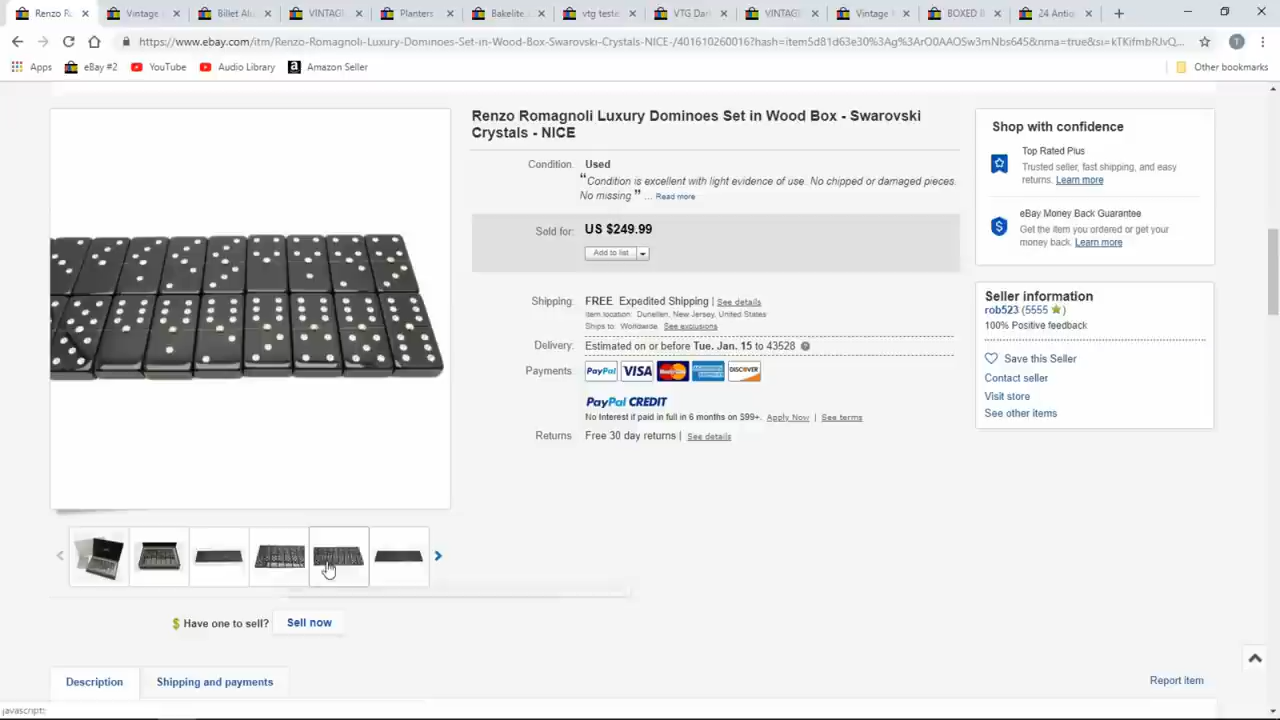 Renzo R
Vintage
Billet Al
VINTAG
Planters
Bakelite
vtg teste
VTG Dar
VINTAGE
Vintage
BOXED B
24 Antiq
https://www.ebay.com/itm/Renzo-Romagnoli-Luxury-Dominoes-Set-in-Wood-Box-Swarovski-Crystals-NICE-/401610260016?hash=item5d81d63e30%3Ag%3ArO0AAOSw3mNbs645&nma=true&si=kTKifmbRJvQ...
T
Apps
eBay #2
YouTube
Audio Library
Amazon Seller
Other bookmarks
Renzo Romagnoli Luxury Dominoes Set in Wood Box - Swarovski
Crystals - NICE
Condition: Used
“Condition is excellent with light evidence of use. No chipped or damaged pieces.
No missing ” ... Read more
Sold for: US $249.99
Add to list
Shipping: FREE Expedited Shipping | See details
Item location: Dunellen, New Jersey, United States
Ships to: Worldwide See exclusions
Delivery: Estimated on or before Tue. Jan. 15 to 43528
Payments: PayPal VISA MasterCard AMERICAN EXPRESS DISCOVER
PayPal CREDIT
No Interest if paid in full in 6 months on $99+. Apply Now | See terms
Returns: Free 30 day returns | See details
Shop with confidence
Top Rated Plus
Trusted seller, fast shipping, and easy
returns. Learn more
eBay Money Back Guarantee
Get the item you ordered or get your
money back. Learn more
Seller information
rob523 (5555 )
100% Positive feedback
Save this Seller
Contact seller
Visit store
See other items
$ Have one to sell? Sell now
Description
Shipping and payments
Report item
javascript: